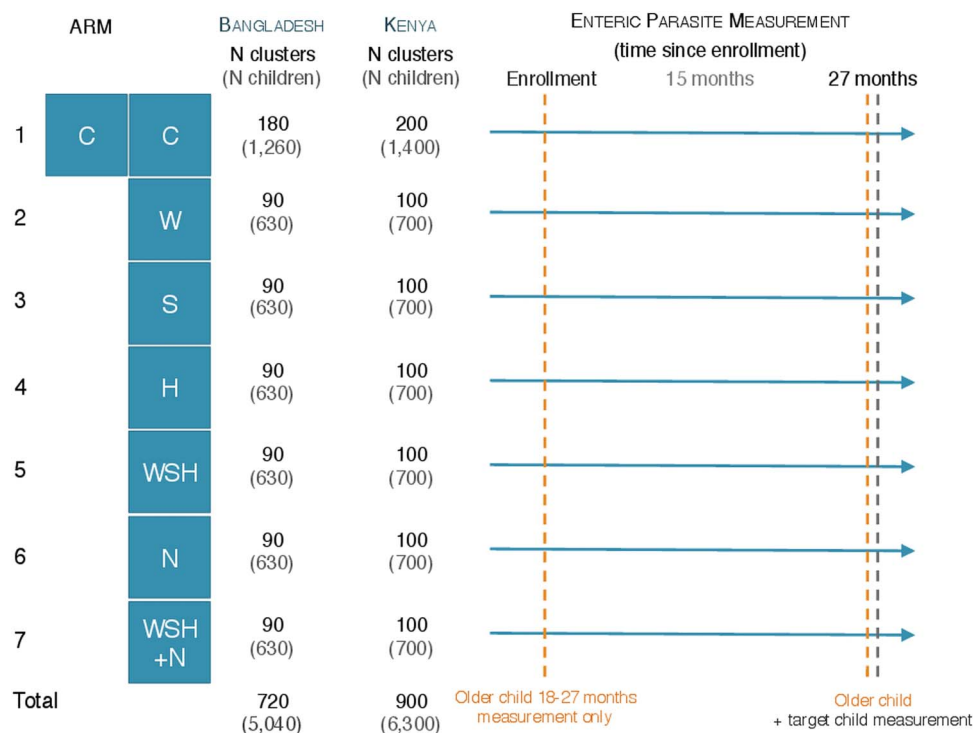 ARM BANGLADESH KENYA ENTERIC PARASITE MEASUREMENT
N clusters N clusters (time since enrollment)
(N children) (N children) Enrollment 15 months 27 months
1 C C 180 200
(1,260) (1,400)
2 W 90 100
(630) (700)
3 S 90 100
(630) (700)
4 H 90 100
(630) (700)
5 WSH 90 100
(630) (700)
6 N 90 100
(630) (700)
7 WSH 90 100
+N (630) (700)
Total 720 900 Older child 18-27 months Older child
(5,040) (6,300) measurement only + target child measurement